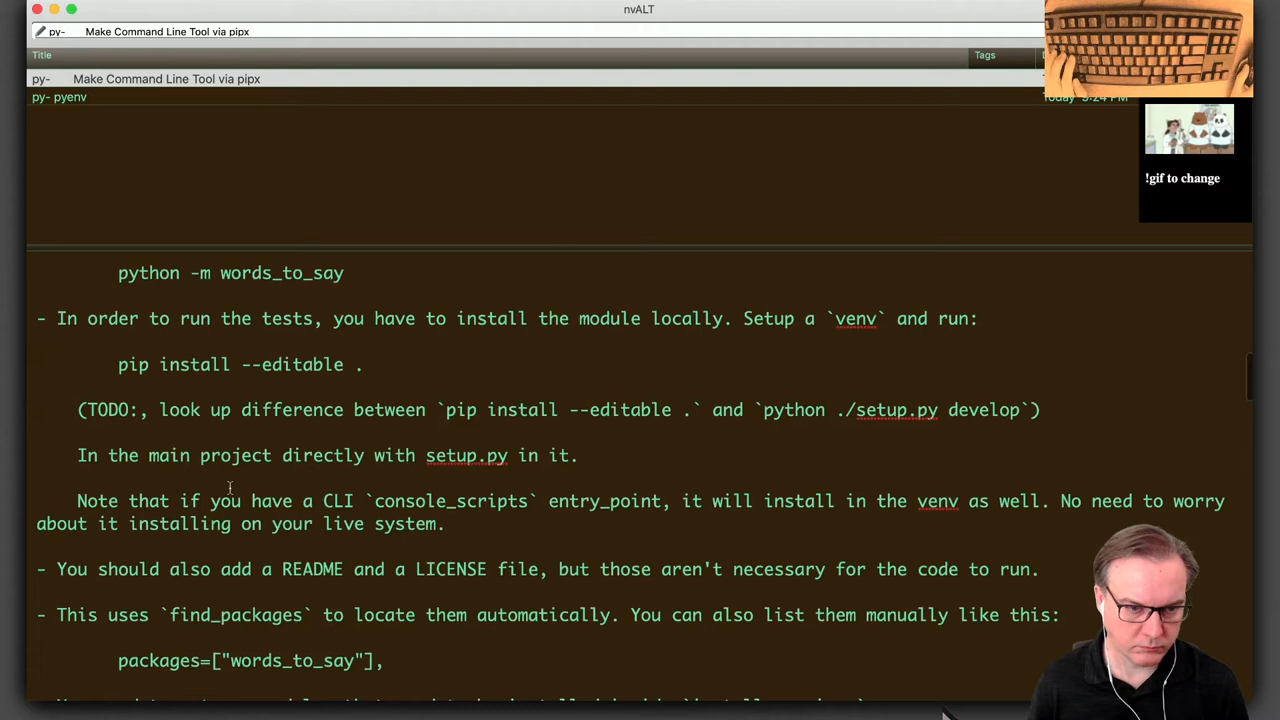 nvALT
py- Make Command Line Tool via pipx
Title Tags
py- Make Command Line Tool via pipx
py- pyenv Today 9:24 PM
!gif to change
python -m words_to_say
- In order to run the tests, you have to install the module locally. Setup a `venv` and run:
pip install --editable .
(TODO:, look up difference between `pip install --editable .` and `python ./setup.py develop`)
In the main project directly with setup.py in it.
Note that if you have a CLI `console_scripts` entry_point, it will install in the venv as well. No need to worry
about it installing on your live system.
- You should also add a README and a LICENSE file, but those aren't necessary for the code to run.
- This uses `find_packages` to locate them automatically. You can also list them manually like this:
packages=["words_to_say"],